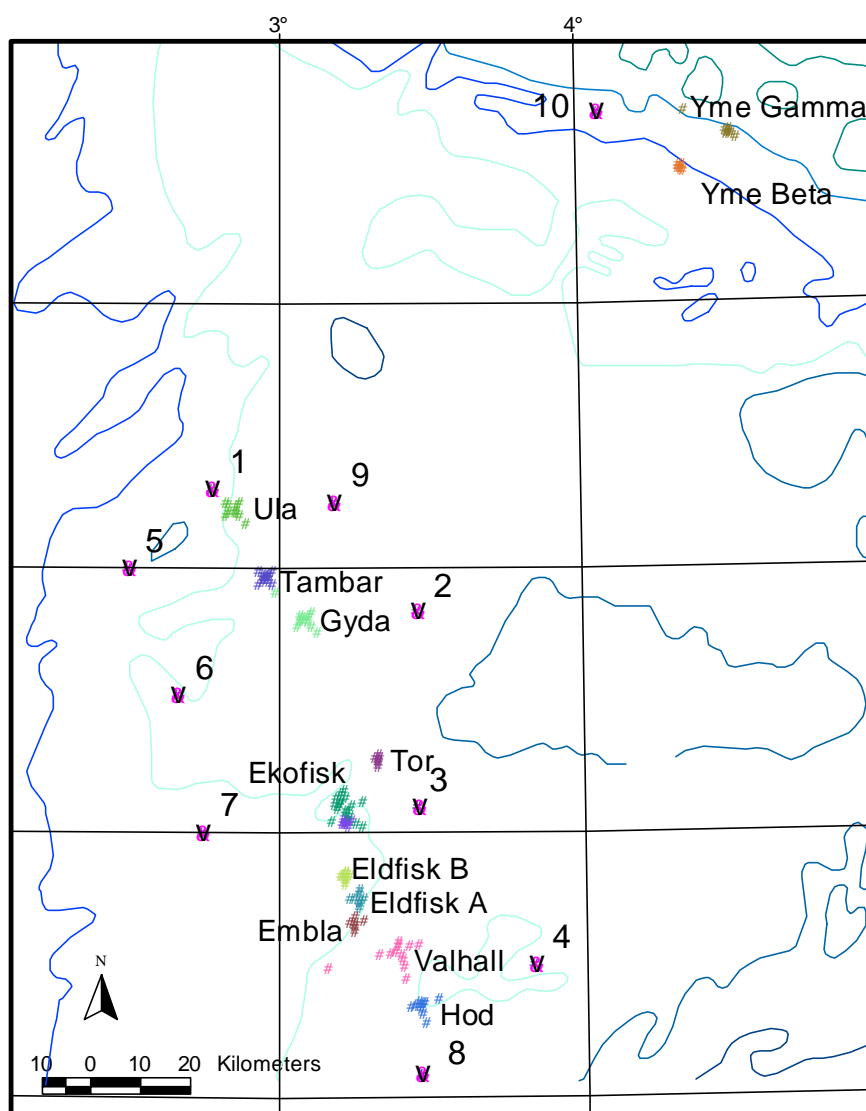 3° 4°
10 v Yme Gamma
Yme Beta
1
v
9
v
Ula
5
v
Tambar
2
v
Gyda
6
v
Tor
Ekofisk
3
v
7
v
Eldfisk B
Eldfisk A
Embla
4
v
Valhall
N
Hod
8
v
10 0 10 20 Kilometers